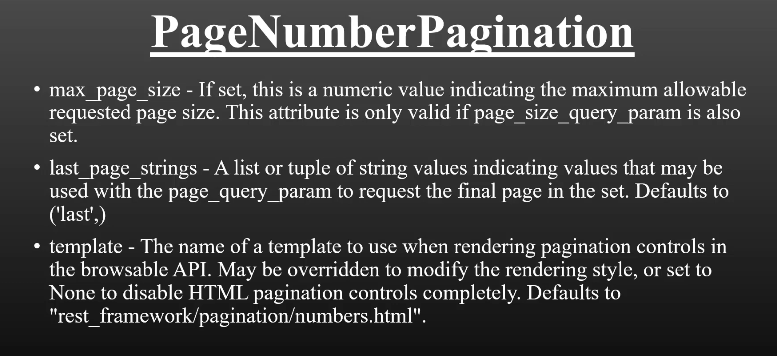 PageNumberPagination
• max_page_size - If set, this is a numeric value indicating the maximum allowable
requested page size. This attribute is only valid if page_size_query_param is also
set.
• last_page_strings - A list or tuple of string values indicating values that may be
used with the page_query_param to request the final page in the set. Defaults to
('last',)
• template - The name of a template to use when rendering pagination controls in
the browsable API. May be overridden to modify the rendering style, or set to
None to disable HTML pagination controls completely. Defaults to
"rest_framework/pagination/numbers.html".